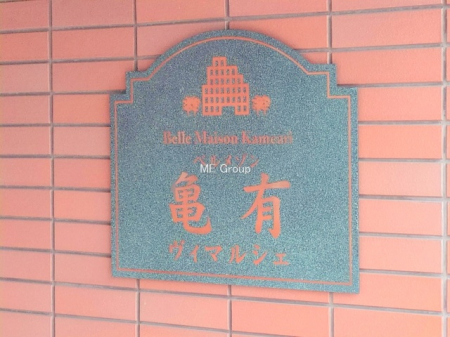 Belle Maison Kameari
ベルメゾン
ME Group
亀有
ヴィマルシェ